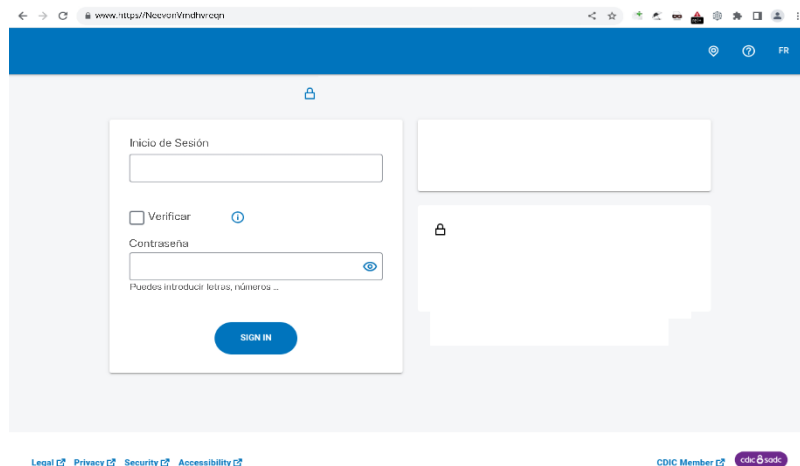 www.https//NeevonVmdhvreqn
FR
Inicio de Sesión
Verificar
Contraseña
Puedes introducir letras, números ...
SIGN IN
Legal Privacy Security Accessibility CDIC Member cdic sadc